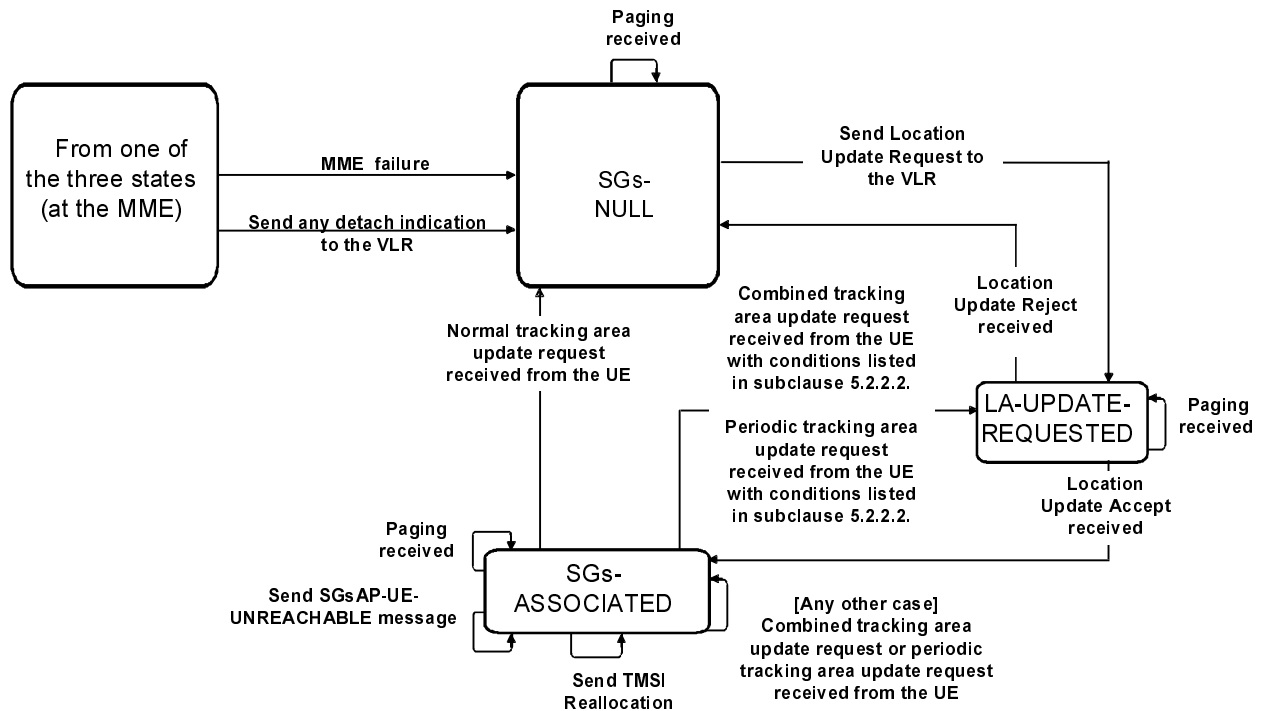 Paging
received
From one of
the three states
(at the MME)
MME failure
Send any detach indication
to the VLR
SGs-
NULL
Send Location
Update Request to
the VLR
Location
Update Reject
received
Combined tracking
area update request
received from the UE
with conditions listed
in subclause 5.2.2.2.
Normal tracking area
update request
received from the UE
LA-UPDATE-
REQUESTED
Paging
received
Periodic tracking area
update request
received from the UE
with conditions listed
in subclause 5.2.2.2.
Location
Update Accept
received
Paging
received
SGs-
ASSOCIATED
Send SGsAP-UE-
UNREACHABLE message
[Any other case]
Combined tracking area
update request or periodic
tracking area update request
received from the UE
Send TMSI
Reallocation